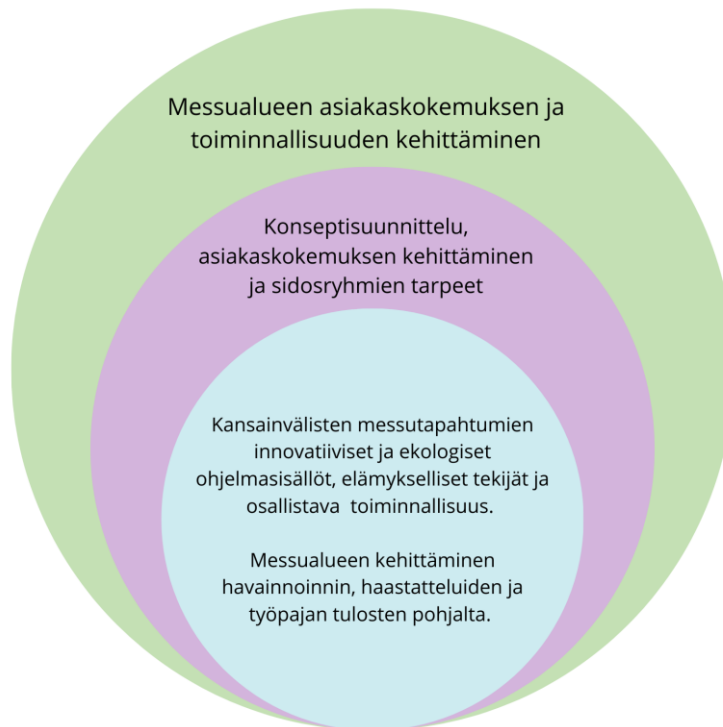 Messualueen asiakaskokemuksen ja
toiminnallisuuden kehittäminen
Konseptisuunnittelu,
asiakaskokemuksen kehittäminen
ja sidosryhmien tarpeet
Kansainvälisten messutapahtumien
innovatiiviset ja ekologiset
ohjelmasisällöt, elämykselliset tekijät ja
osallistava toiminnallisuus.
Messualueen kehittäminen
havainnoinnin, haastatteluiden ja
työpajan tulosten pohjalta.